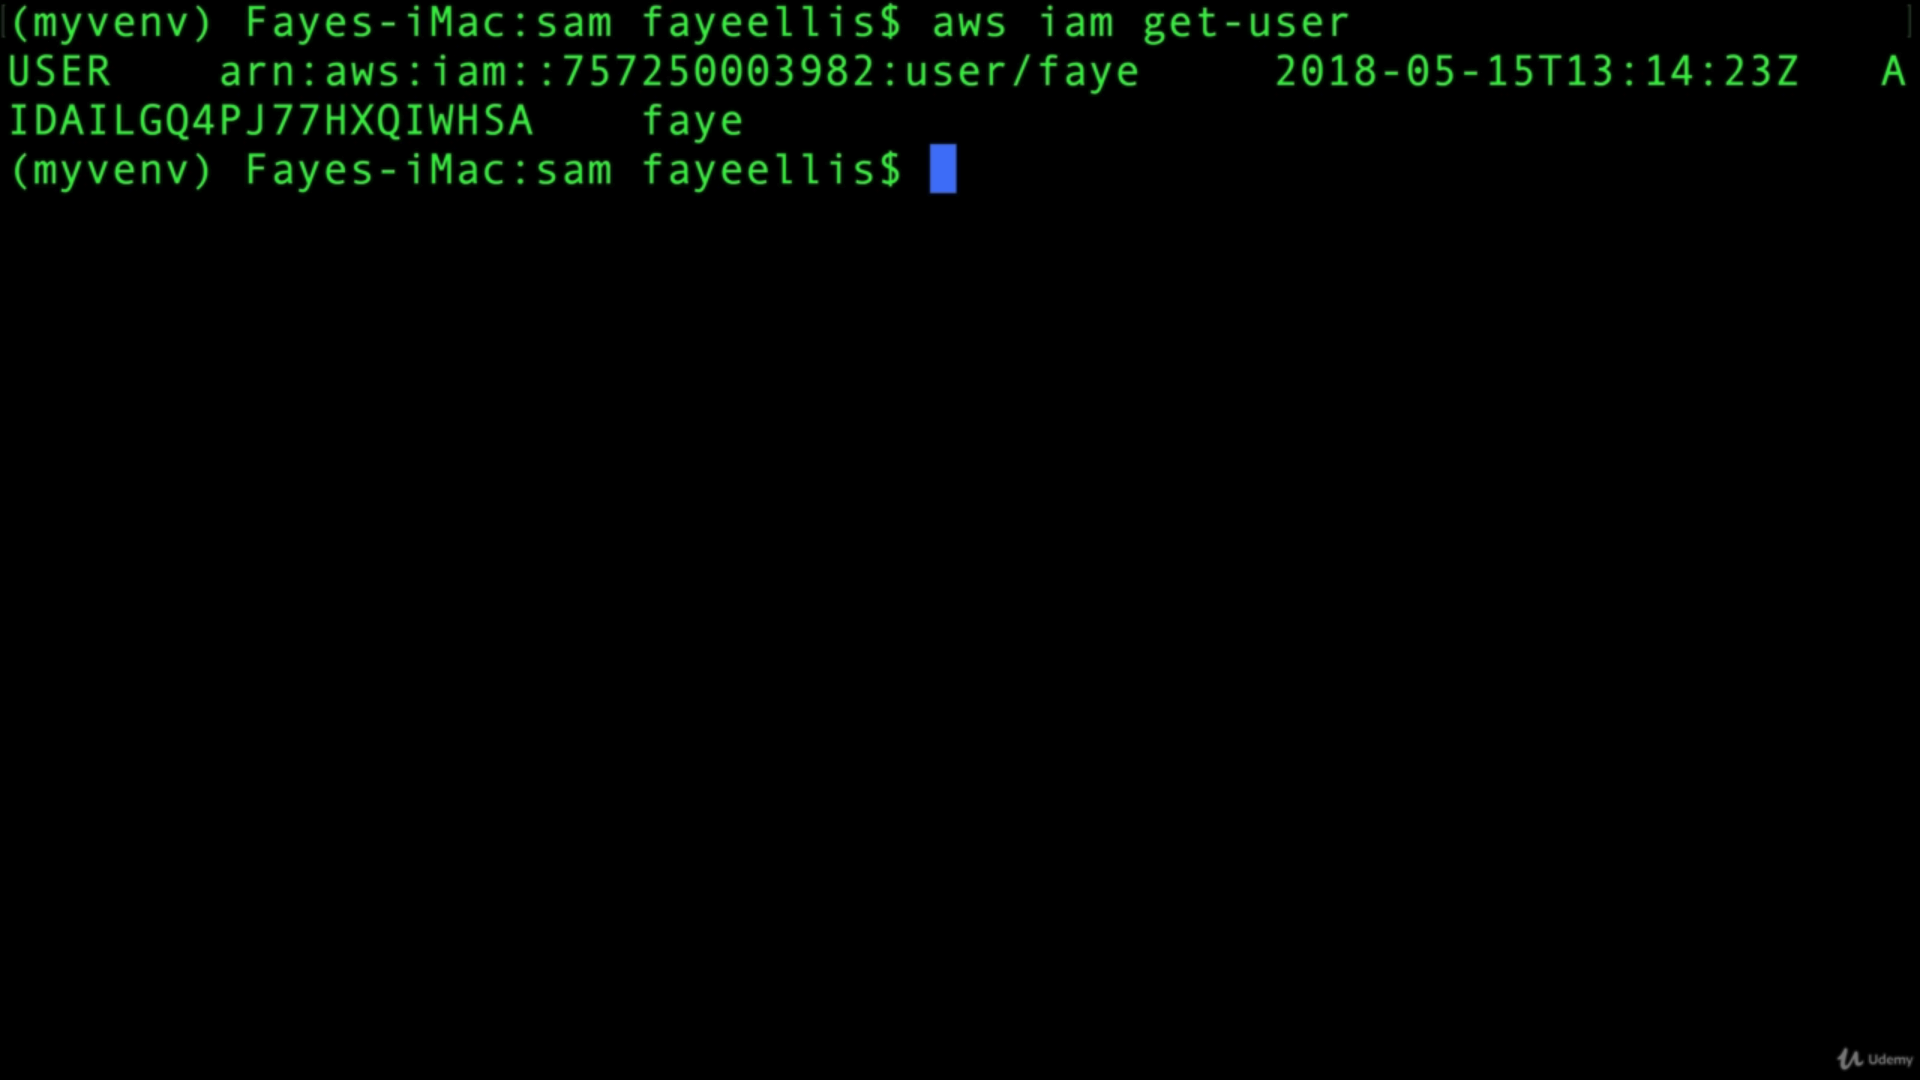 (myvenv) Fayes-iMac:sam fayeellis$ aws iam get-user
USER    arn:aws:iam::757250003982:user/faye     2018-05-15T13:14:23Z   A
IDAILGQ4PJ77HXQIWHSA    faye
(myvenv) Fayes-iMac:sam fayeellis$
Udemy